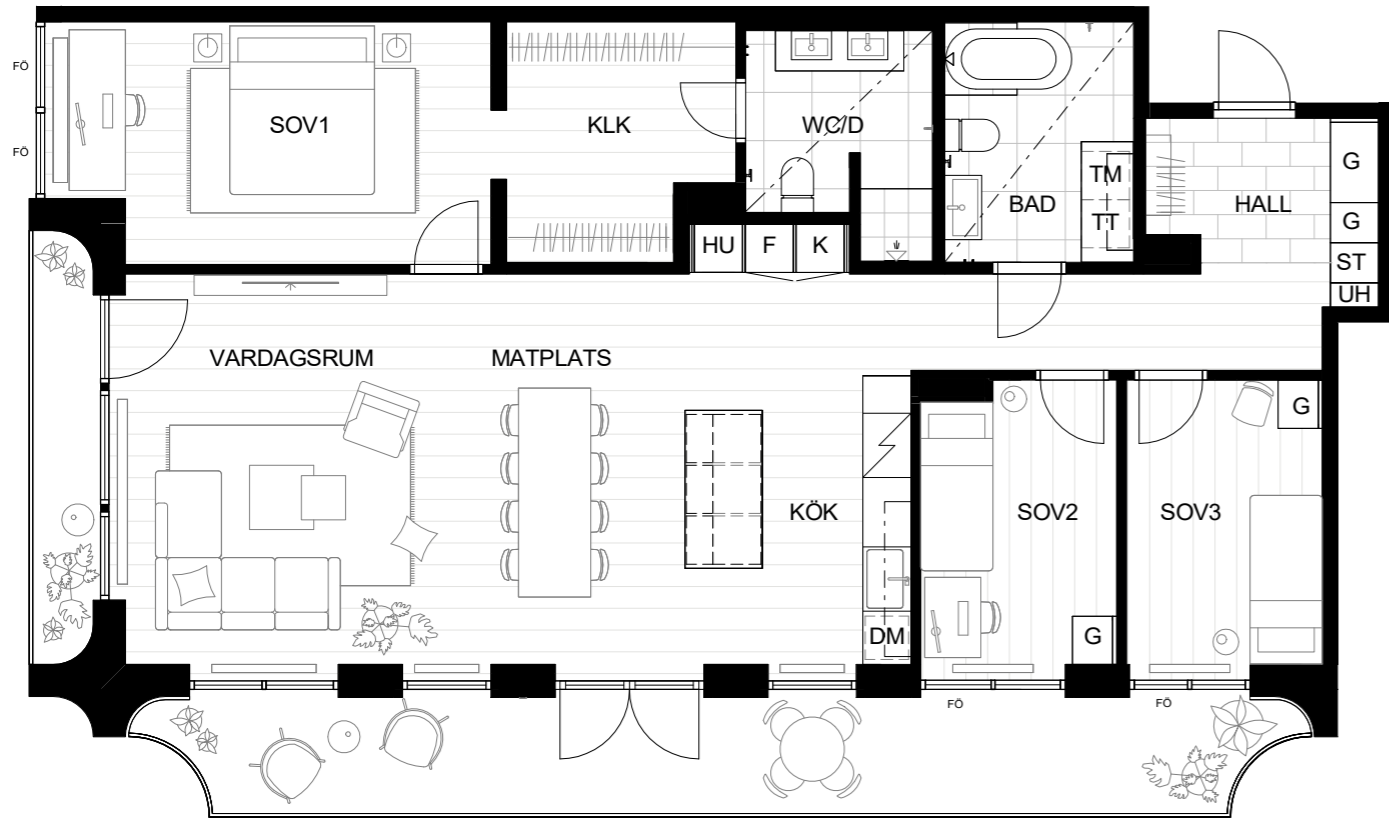 FÖ
FÖ
SOV1
KLK
WC/D
BAD
TM
TT
HALL
G
G
ST
UH
HU F K
VARDAGSRUM
MATPLATS
KÖK
DM
SOV2
G
SOV3
G
FÖ
FÖ